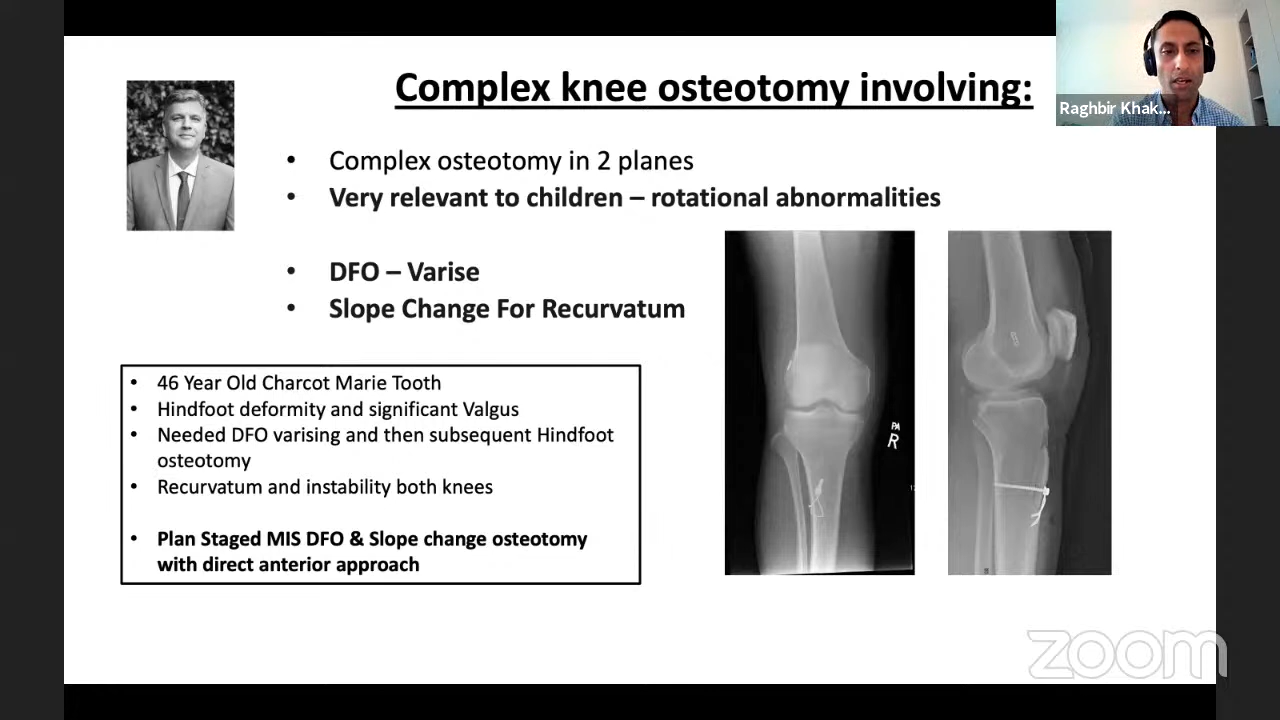 Complex knee osteotomy involving:
Raghbir Khak...
• Complex osteotomy in 2 planes
• Very relevant to children – rotational abnormalities
• DFO – Varise
• Slope Change For Recurvatum
• 46 Year Old Charcot Marie Tooth
• Hindfoot deformity and significant Valgus
• Needed DFO varising and then subsequent Hindfoot
osteotomy
• Recurvatum and instability both knees
• Plan Staged MIS DFO & Slope change osteotomy
with direct anterior approach
PA
R
zoom